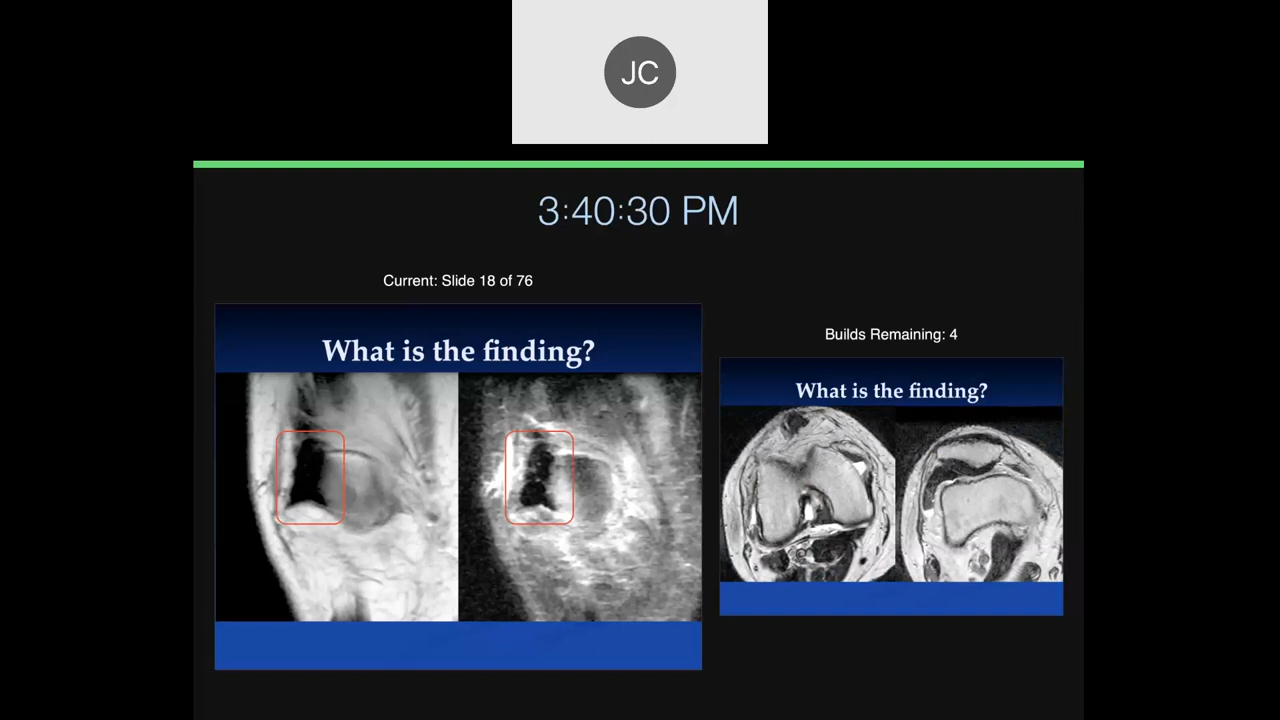 JC
3:40:30 PM
Current: Slide 18 of 76
What is the finding?
Builds Remaining: 4
What is the finding?